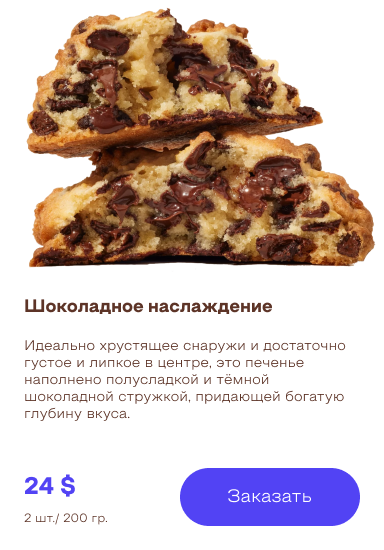 Шоколадное наслаждение
Идеально хрустящее снаружи и достаточно
густое и липкое в центре, это печенье
наполнено полусладкой и тёмной
шоколадной стружкой, придающей богатую
глубину вкуса.
24 $
Заказать
2 шт./ 200 гр.